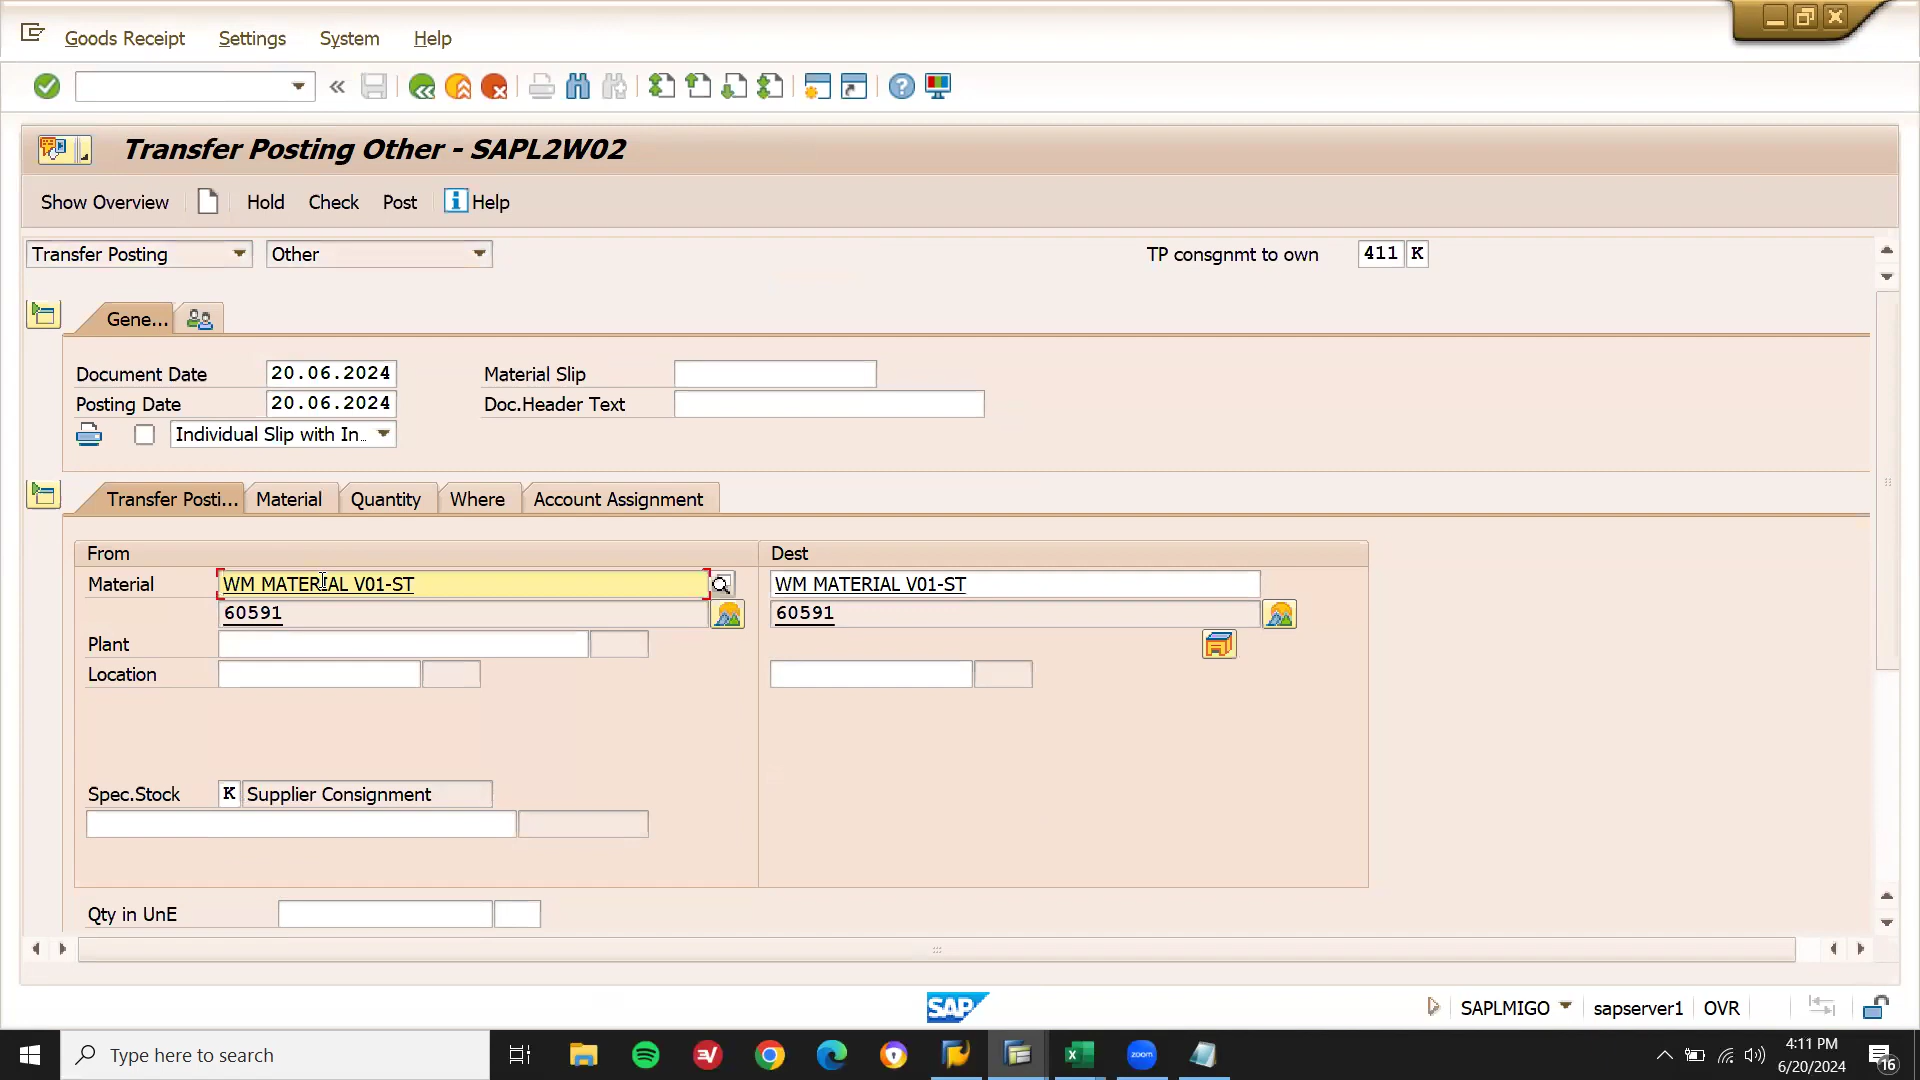 Goods Receipt Settings System Help
Transfer Posting Other - SAPL2W02
Show Overview Hold Check Post Help
Transfer Posting Other TP consgnmt to own 411 K
Gene...
Document Date 20.06.2024 Material Slip
Posting Date 20.06.2024 Doc.Header Text
Individual Slip with In...
Transfer Posti... Material Quantity Where Account Assignment
From Dest
Material WM MATERIAL V01-ST WM MATERIAL V01-ST
60591 60591
Plant
Location
Spec.Stock K Supplier Consignment
Qty in UnE
SAP SAPLMIGO sapserver1 OVR
Type here to search zoom 4:11 PM
6/20/2024 16